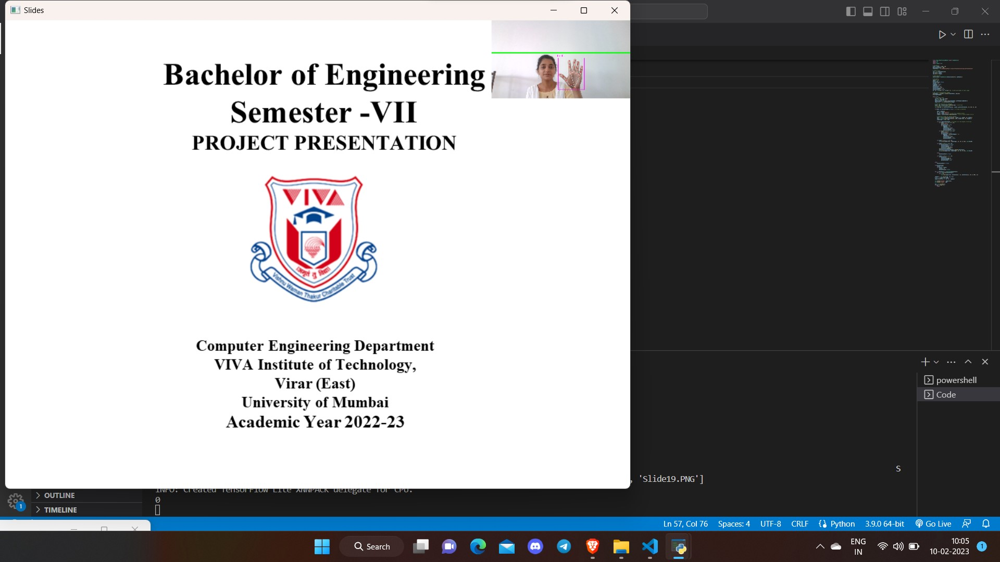 Slides
Bachelor of Engineering
Semester -VII
PROJECT PRESENTATION
VIVA
अमृतं तु विद्या
Vishnu Waman Thakur Charitable Trust
Computer Engineering Department
VIVA Institute of Technology,
Virar (East)
University of Mumbai
Academic Year 2022-23
powershell
Code
S
, 'Slide19.PNG']
INFO: Created TensorFlow Lite XNNPACK delegate for CPU.
0
OUTLINE
TIMELINE
1
Ln 57, Col 76 Spaces: 4 UTF-8 CRLF Python 3.9.0 64-bit Go Live
Search
ENG
IN
10:05
10-02-2023
1